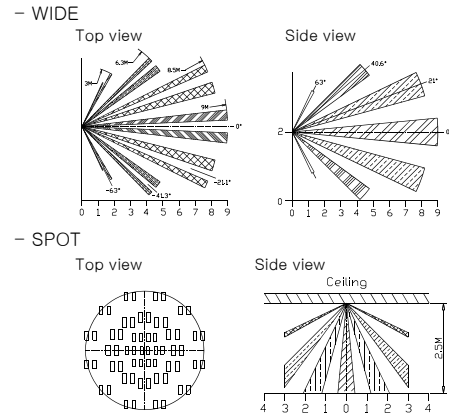 - WIDE
Top view
Side view
3M
6.3M
8.5M
9M
0°
-21.1°
-41.3°
-63°
0 1 2 3 4 5 6 7 8 9
63°
40.6°
21°
2
0
0
0 1 2 3 4 5 6 7 8 9
- SPOT
Top view
Side view
Ceiling
2.5M
4 3 2 1 0 1 2 3 4